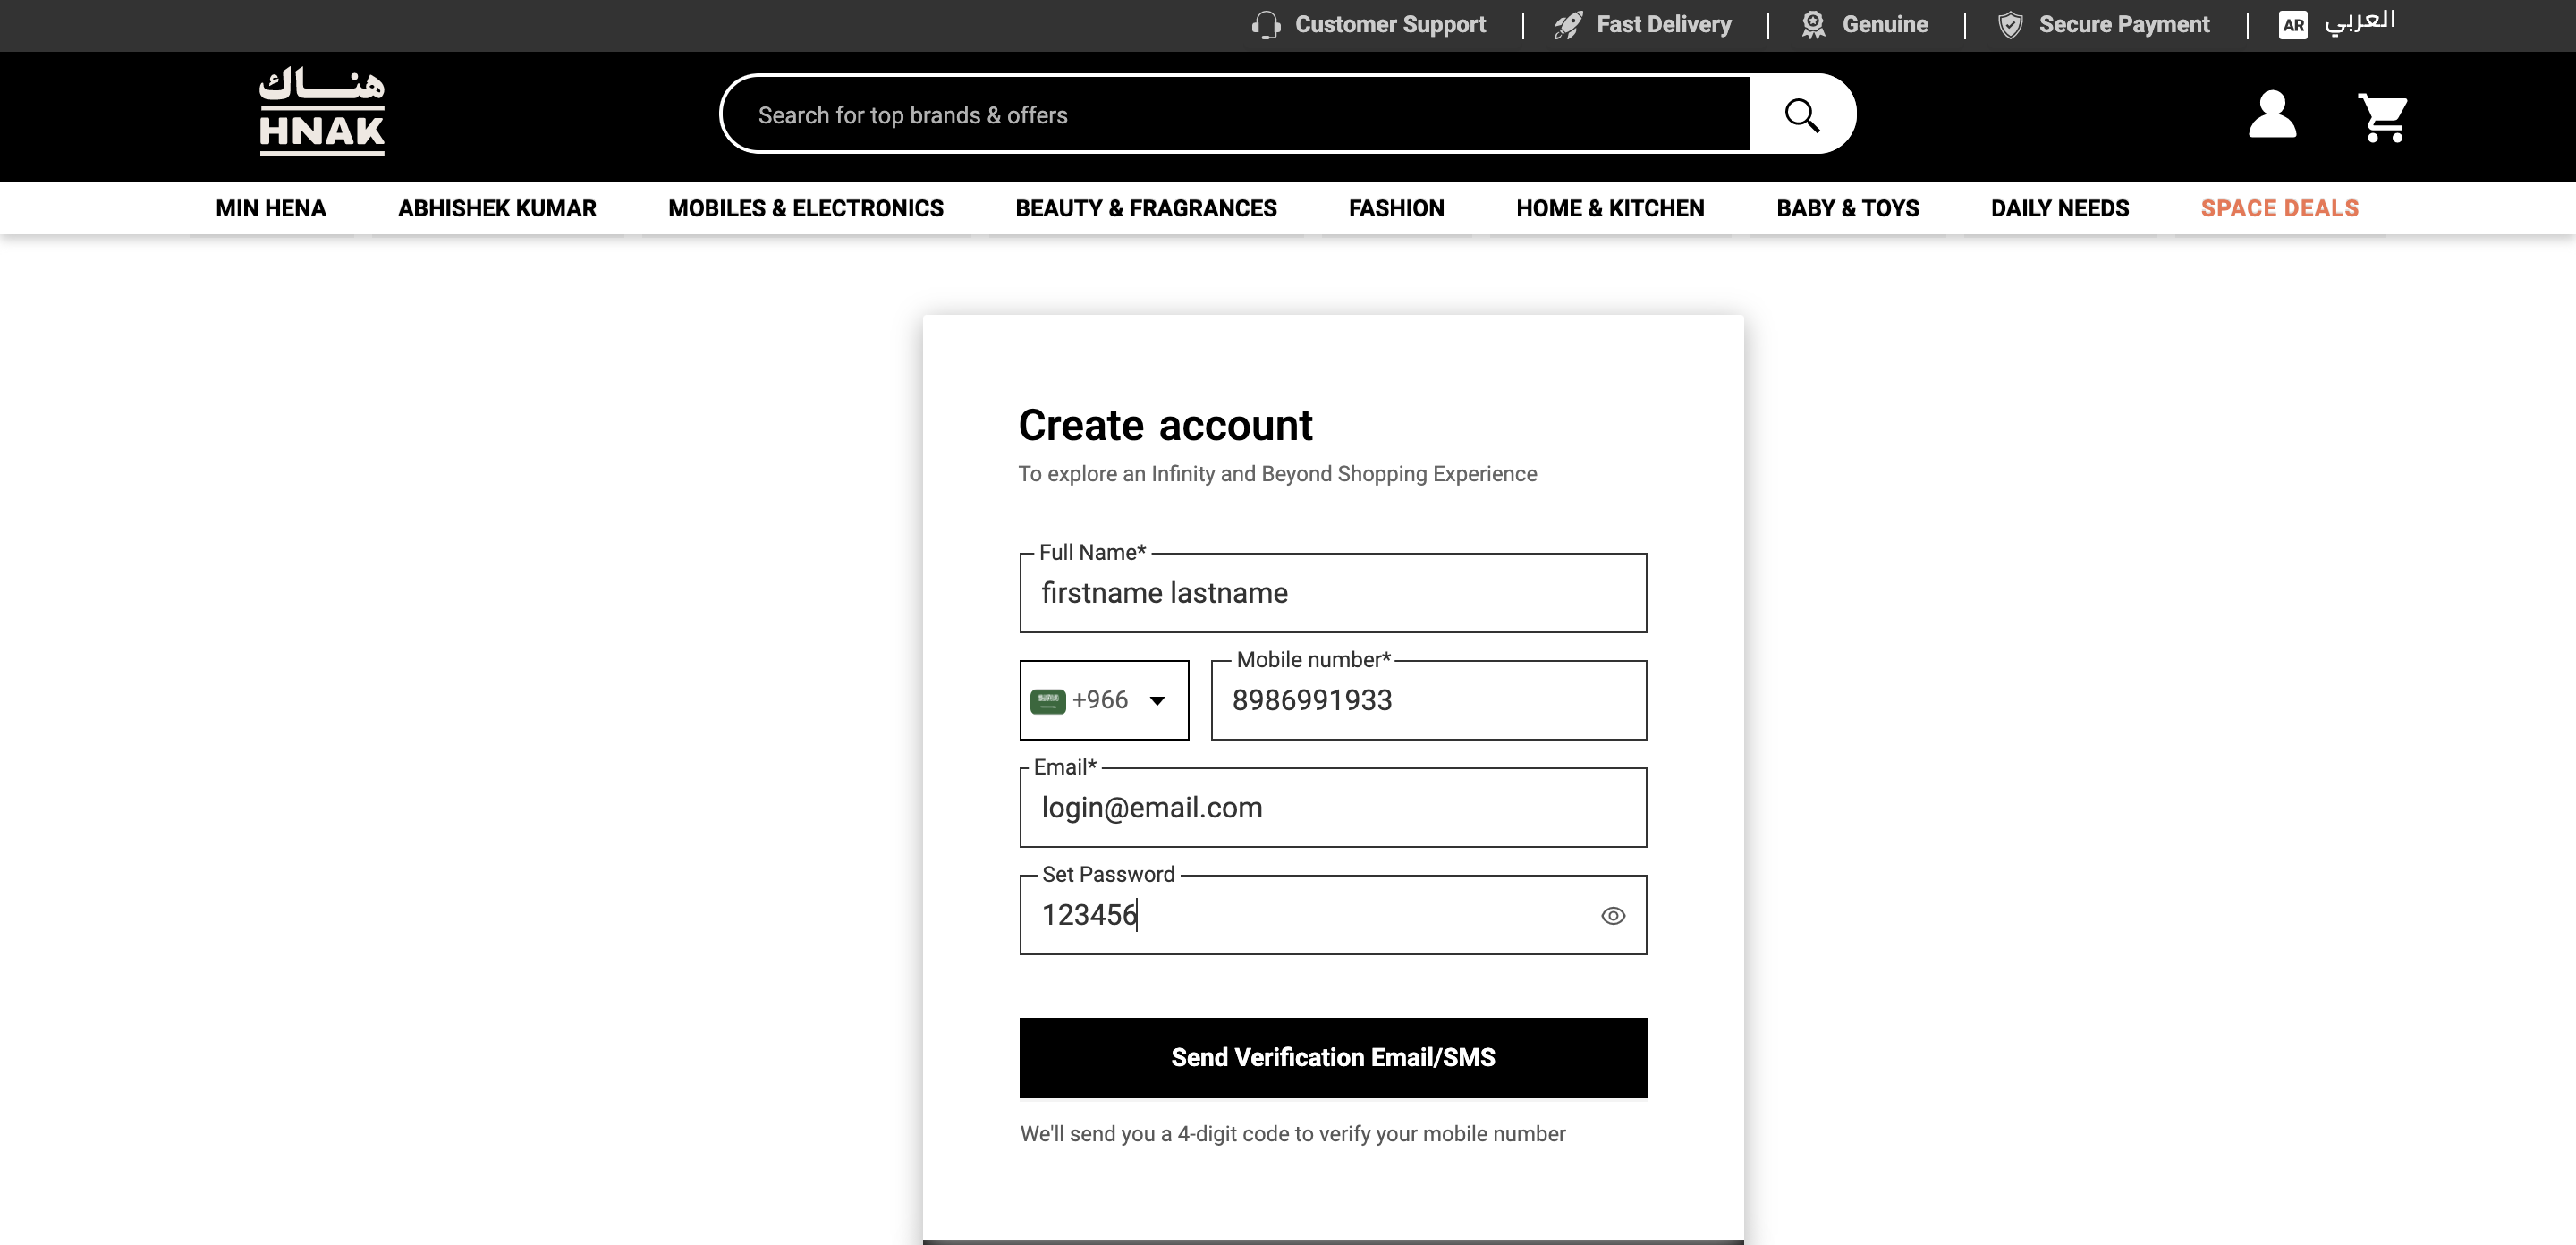 Customer Support | Fast Delivery | Genuine | Secure Payment | AR العربي
هناك
HNAK
Search for top brands & offers
MIN HENA ABHISHEK KUMAR MOBILES & ELECTRONICS BEAUTY & FRAGRANCES FASHION HOME & KITCHEN BABY & TOYS DAILY NEEDS SPACE DEALS
Create account
To explore an Infinity and Beyond Shopping Experience
Full Name*
firstname lastname
Mobile number*
+966 8986991933
Email*
login@email.com
Set Password
123456
Send Verification Email/SMS
We'll send you a 4-digit code to verify your mobile number